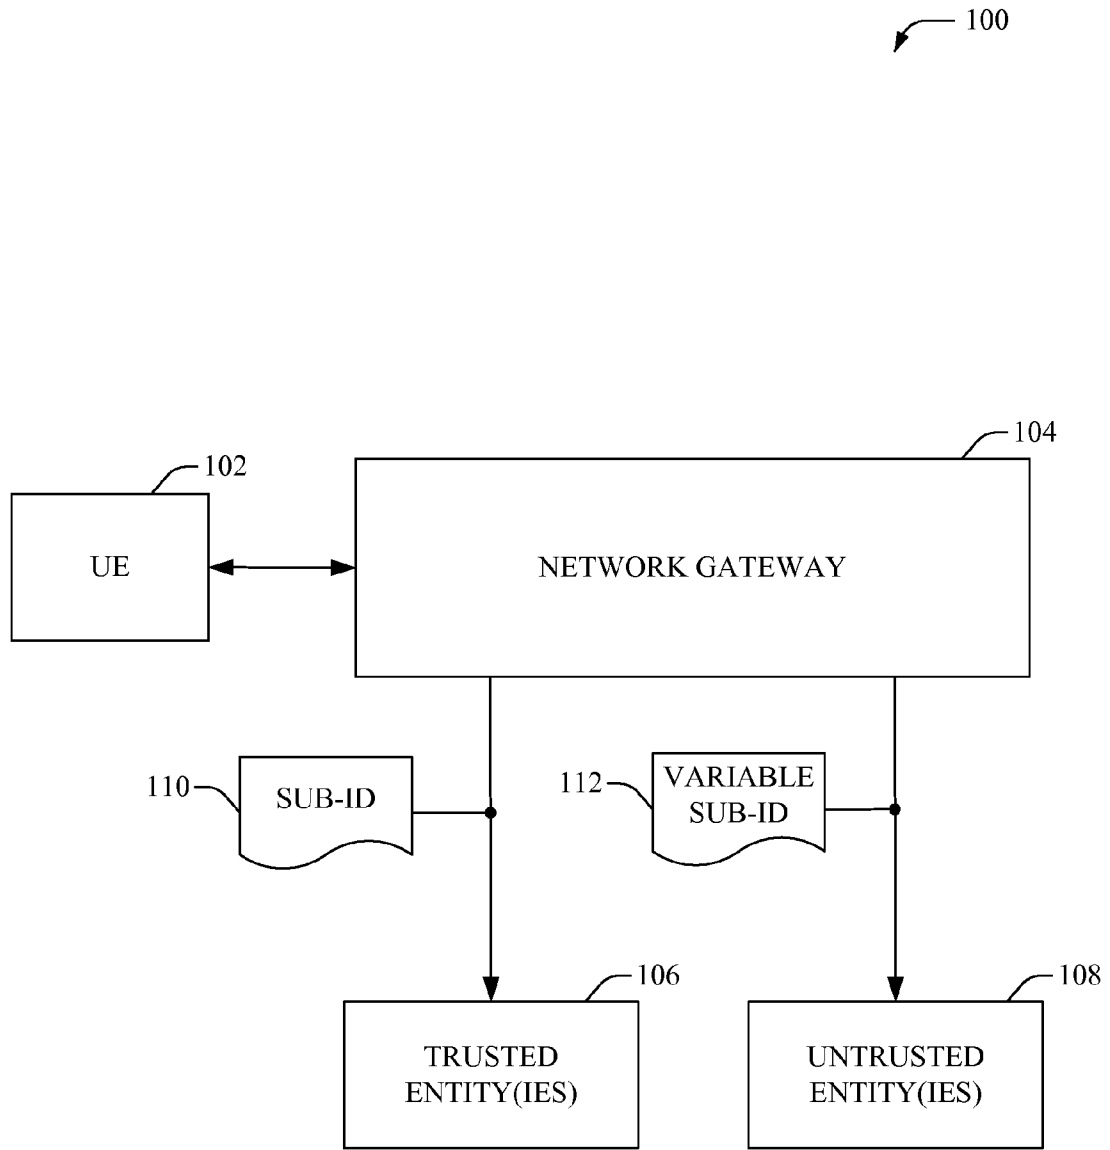 100
104
102
UE
NETWORK GATEWAY
110
SUB-ID
112
VARIABLE
SUB-ID
106
108
TRUSTED
ENTITY(IES)
UNTRUSTED
ENTITY(IES)